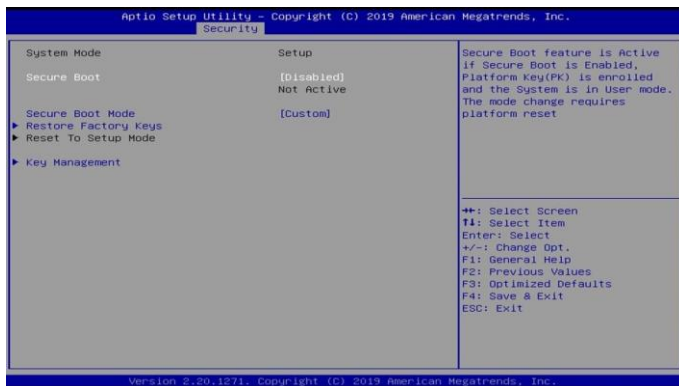 Aptio Setup Utility – Copyright (C) 2019 American Megatrends, Inc.
Security
System Mode Setup
Secure Boot [Disabled]
Not Active
Secure Boot Mode [Custom]
Restore Factory Keys
Reset To Setup Mode
Key Management
Secure Boot feature is Active
if Secure Boot is Enabled,
Platform Key(PK) is enrolled
and the System is in User mode.
The mode change requires
platform reset
→←: Select Screen
↑↓: Select Item
Enter: Select
+/-: Change Opt.
F1: General Help
F2: Previous Values
F3: Optimized Defaults
F4: Save & Exit
ESC: Exit
Version 2.20.1271. Copyright (C) 2019 American Megatrends, Inc.